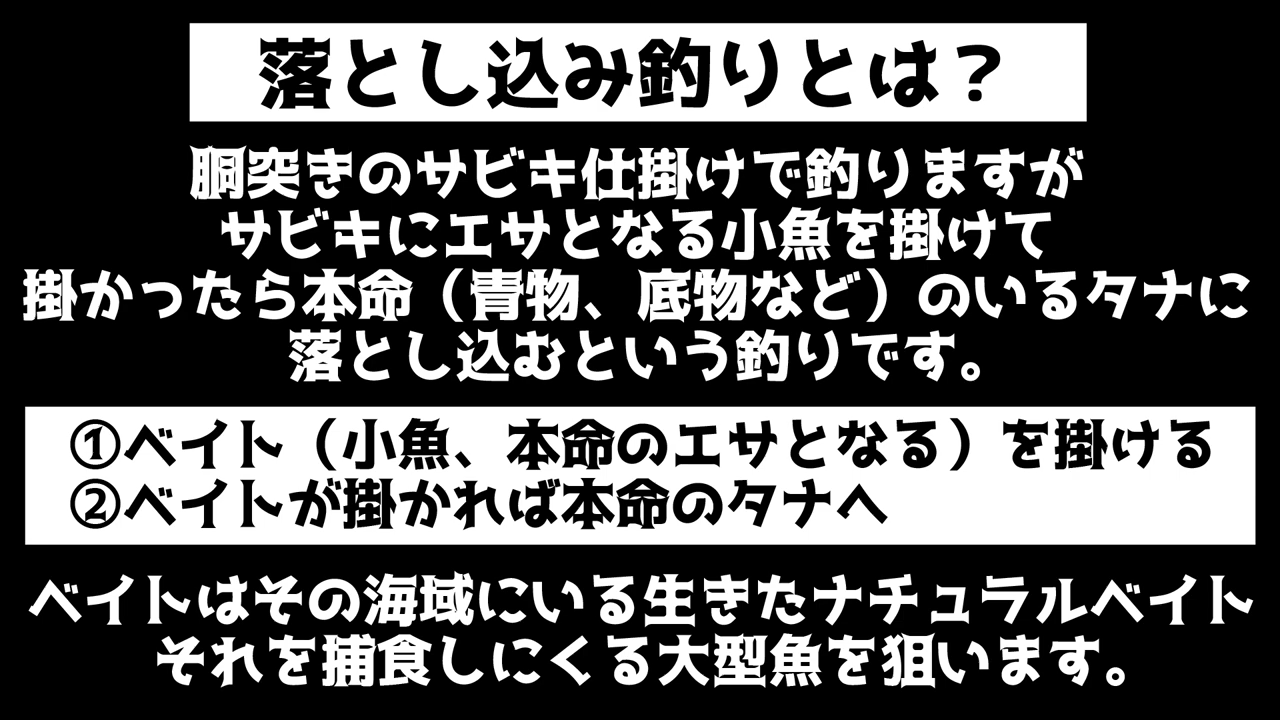 落とし込み釣りとは？
胴突きのサビキ仕掛けで釣りますが
サビキにエサとなる小魚を掛けて
掛かったら本命（青物、底物など）のいるタナに
落とし込むという釣りです。
①ベイト（小魚、本命のエサとなる）を掛ける
②ベイトが掛かれば本命のタナへ
ベイトはその海域にいる生きたナチュラルベイト
それを捕食しにくる大型魚を狙います。